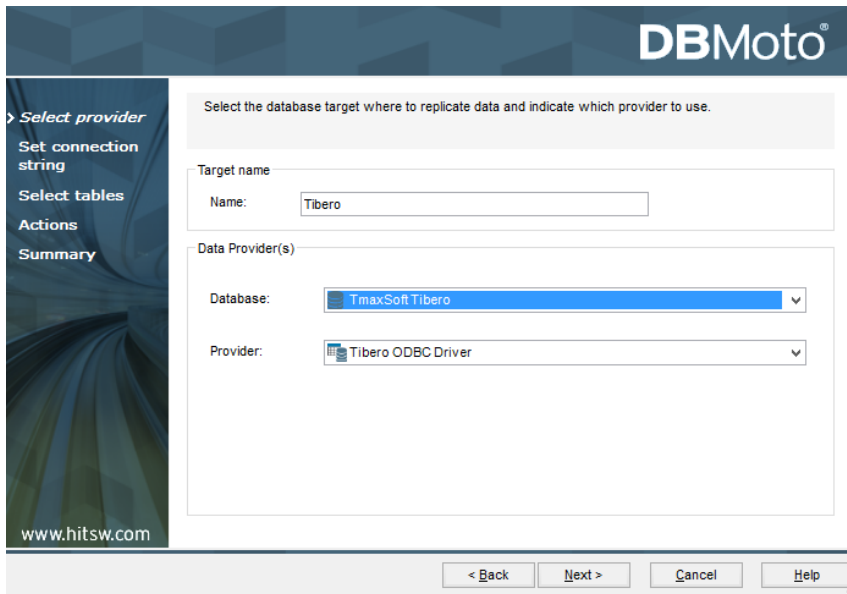 DBMoto®
Select provider
Set connection
string
Select tables
Actions
Summary
www.hitsw.com
Select the database target where to replicate data and indicate which provider to use.
Target name
Name: Tibero
Data Provider(s)
Database: TmaxSoft Tibero
Provider: Tibero ODBC Driver
< Back Next > Cancel Help